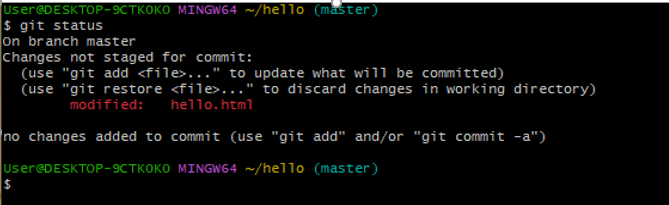 User@DESKTOP-9CTKOKO MINGW64 ~/hello (master)
$ git status
On branch master
Changes not staged for commit:
  (use "git add <file>..." to update what will be committed)
  (use "git restore <file>..." to discard changes in working directory)
        modified:   hello.html

no changes added to commit (use "git add" and/or "git commit -a")

User@DESKTOP-9CTKOKO MINGW64 ~/hello (master)
$